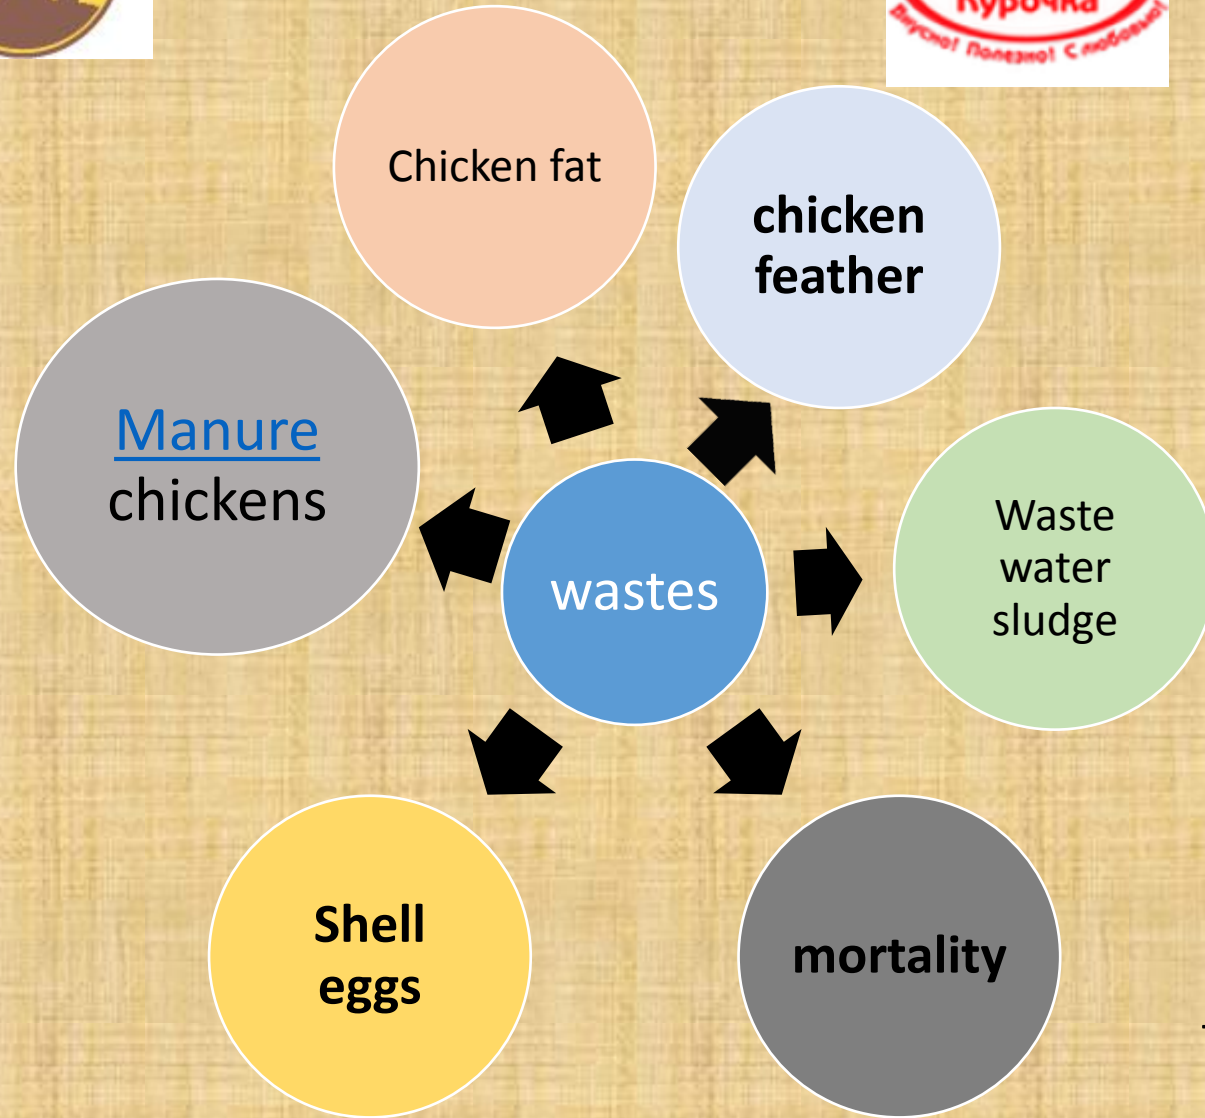 Курочка
Вкусно! Полезно! С любовью!
Chicken fat
chicken
feather
Manure
chickens
wastes
Waste
water
sludge
Shell
eggs
mortality